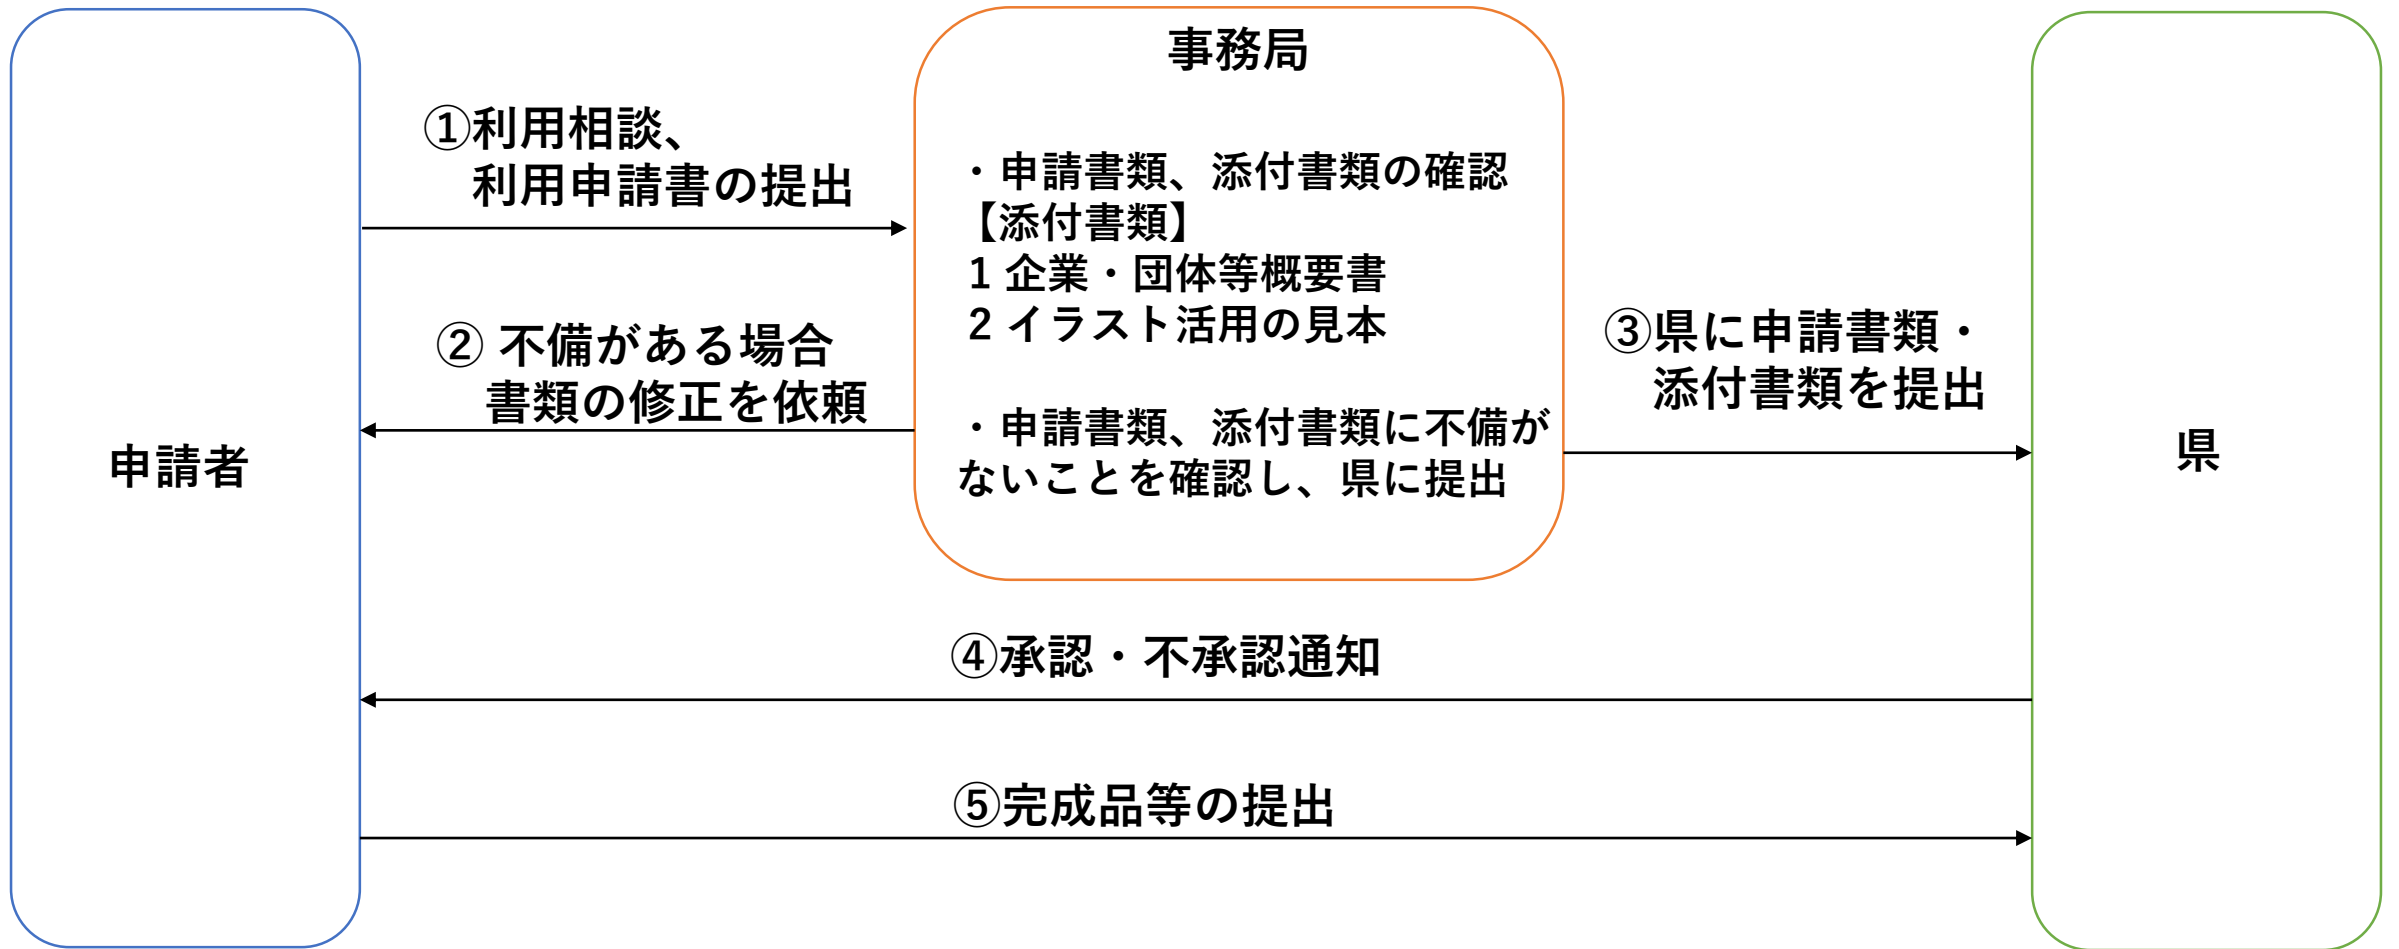 申請者
①利用相談、
利用申請書の提出
② 不備がある場合
書類の修正を依頼
事務局
・申請書類、添付書類の確認
【添付書類】
1 企業・団体等概要書
2 イラスト活用の見本
・申請書類、添付書類に不備が
ないことを確認し、県に提出
③県に申請書類・
添付書類を提出
県
④承認・不承認通知
⑤完成品等の提出